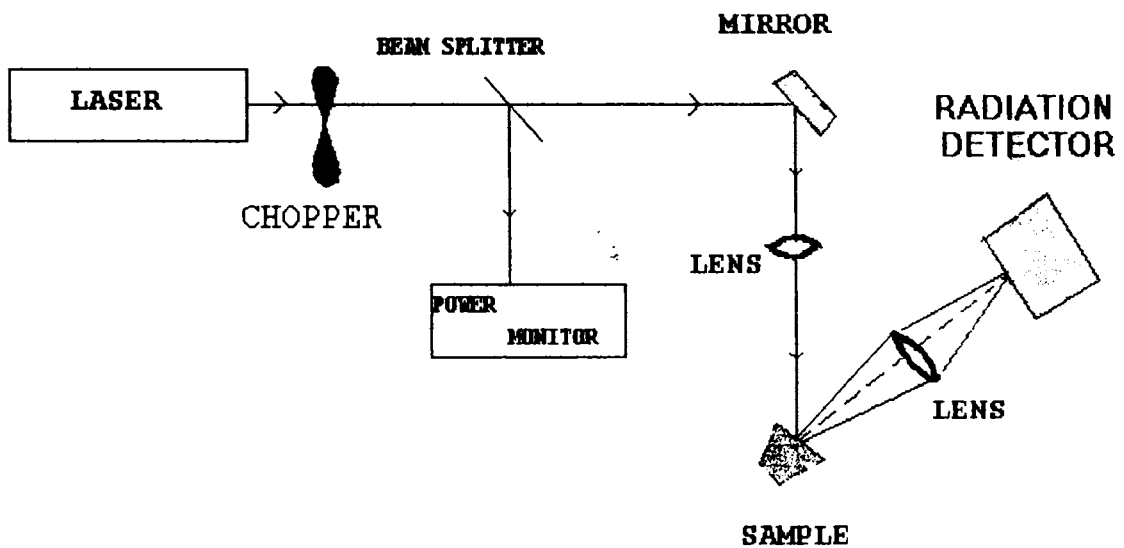 MIRROR
BEAM SPLITTER
LASER
RADIATION
DETECTOR
CHOPPER
LENS
POWER
MONITOR
LENS
SAMPLE